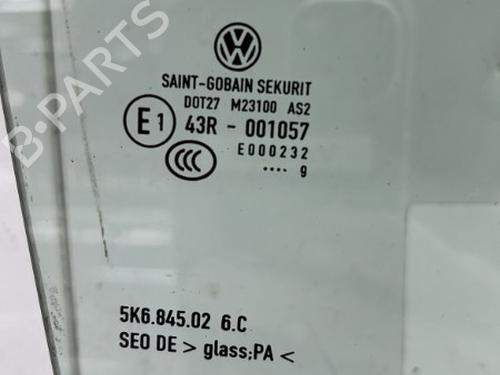 B-PARTS
SAINT-GOBAIN SEKURIT
DOT27 M23100 AS2
E1 43R - 001057
E000232
CCC
.... 9
5K6.845.02 6.C
SEO DE > glass;PA <